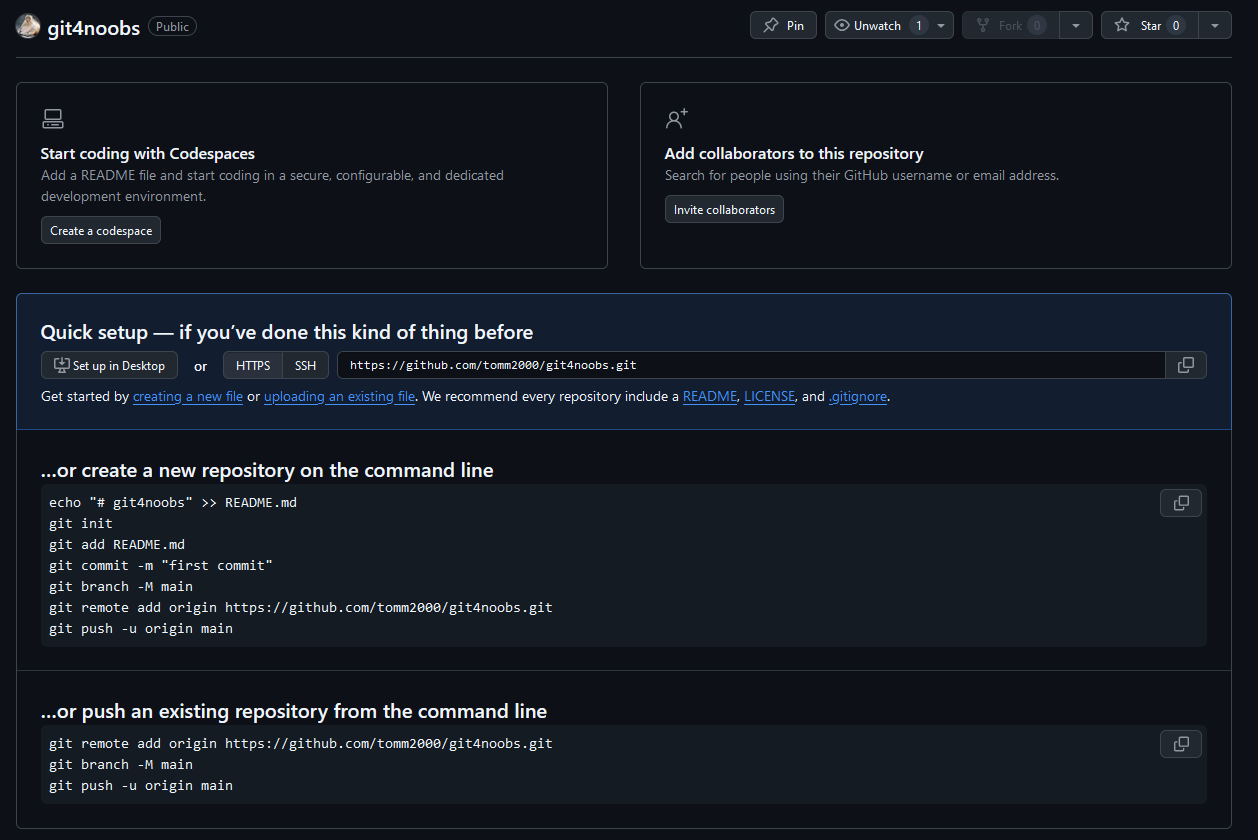 git4noobs Public
Pin
Unwatch 1
Fork 0
Star 0
Start coding with Codespaces
Add a README file and start coding in a secure, configurable, and dedicated
development environment.
Create a codespace
Add collaborators to this repository
Search for people using their GitHub username or email address.
Invite collaborators
Quick setup — if you’ve done this kind of thing before
Set up in Desktop or HTTPS SSH https://github.com/tomm2000/git4noobs.git
Get started by creating a new file or uploading an existing file. We recommend every repository include a README, LICENSE, and .gitignore.
…or create a new repository on the command line
echo "# git4noobs" >> README.md
git init
git add README.md
git commit -m "first commit"
git branch -M main
git remote add origin https://github.com/tomm2000/git4noobs.git
git push -u origin main
…or push an existing repository from the command line
git remote add origin https://github.com/tomm2000/git4noobs.git
git branch -M main
git push -u origin main